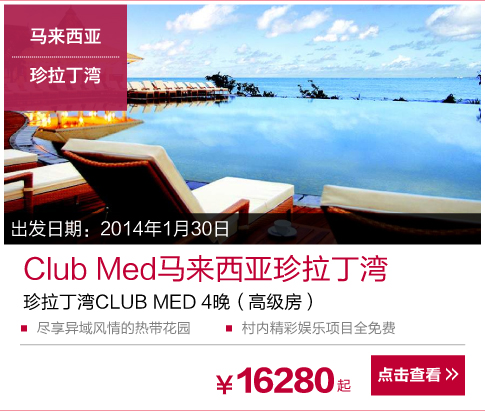 马来西亚
珍拉丁湾
出发日期：2014年1月30日
Club Med马来西亚珍拉丁湾
珍拉丁湾CLUB MED 4晚（高级房）
尽享异域风情的热带花园
村内精彩娱乐项目全免费
¥16280起
点击查看 »